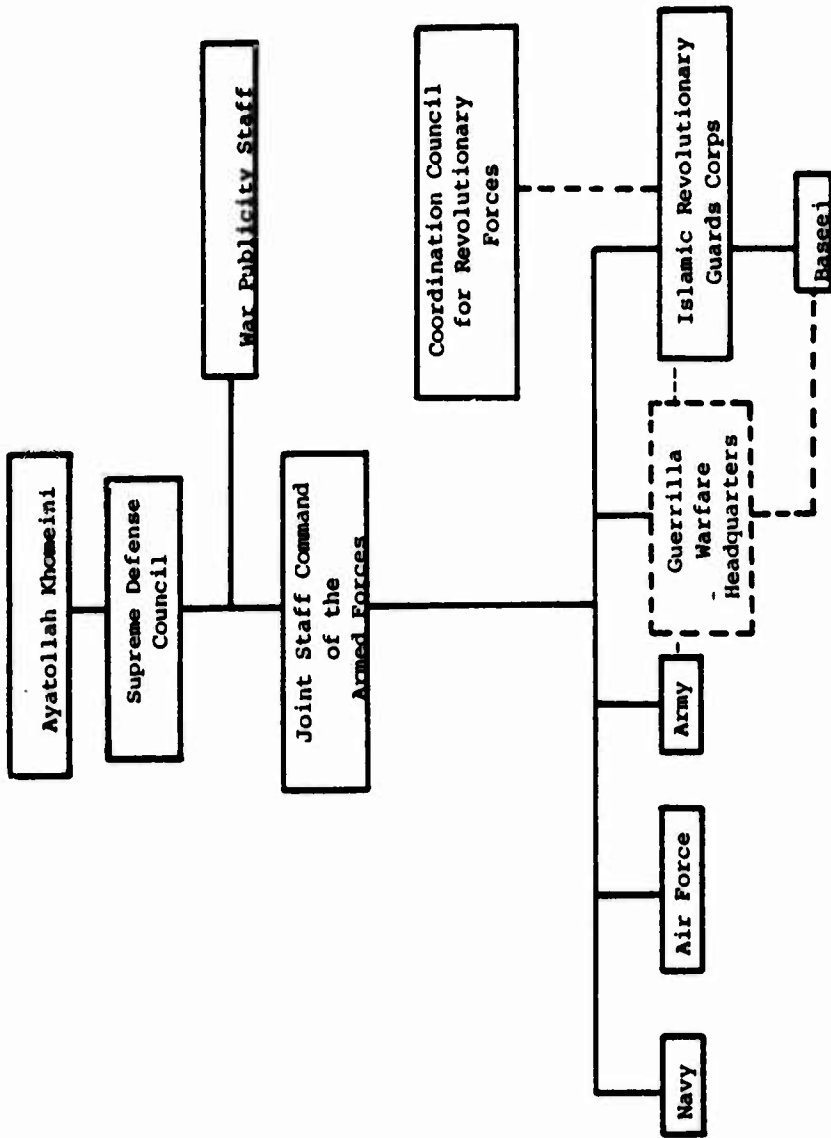 Ayatollah Khomeini
Supreme Defense
Council
War Publicity Staff
Joint Staff Command
of the
Armed Forces
Coordination Council
for Revolutionary
Forces
Navy
Air Force
Army
Guerrilla
Warfare
Headquarters
Islamic Revolutionary
Guards Corps
Baseej